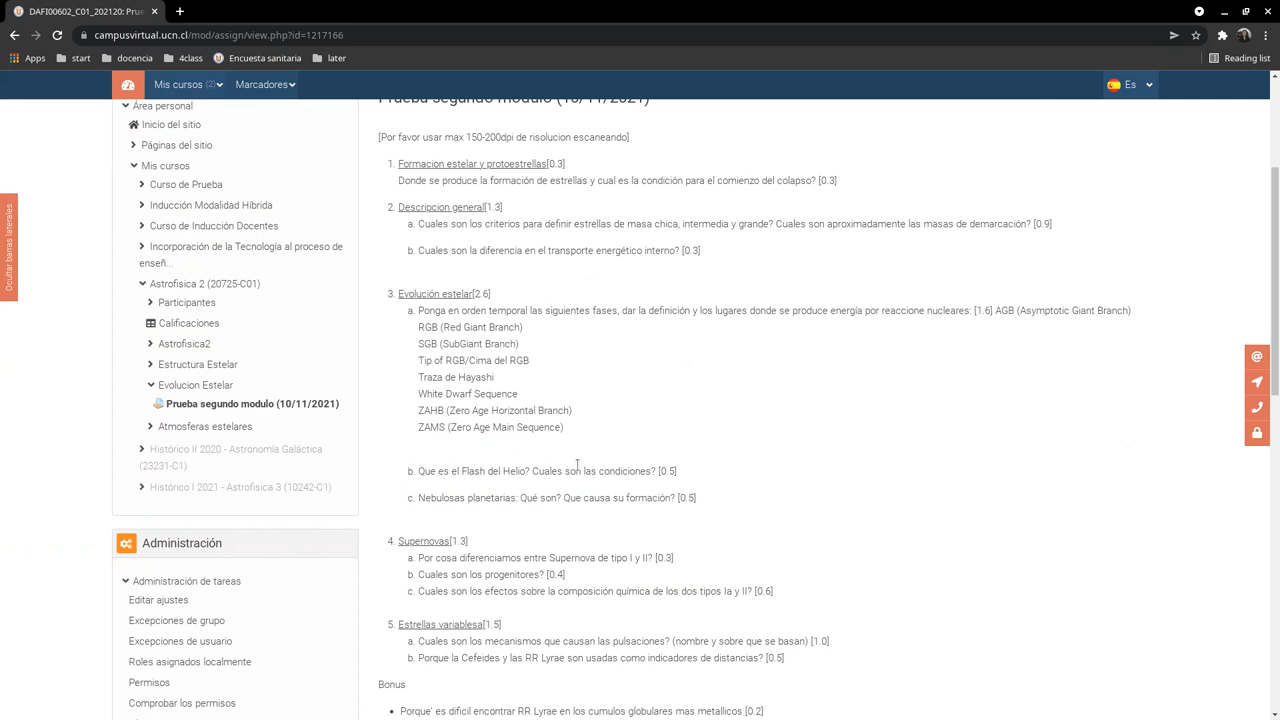 DAFI00602_C01_202120: Pru
campusvirtual.ucn.cl/mod/assign/view.php?id=1217166
Apps start docencia 4class Encuesta sanitaria later Reading list
Mis cursos (2) Marcadores Es
Ocultar barras laterales
Área personal
Inicio del sitio
Páginas del sitio
Mis cursos
Curso de Prueba
Inducción Modalidad Híbrida
Curso de Inducción Docentes
Incorporación de la Tecnología al proceso de
enseñ...
Astrofisica 2 (20725-C01)
Participantes
Calificaciones
Astrofisica2
Estructura Estelar
Evolucion Estelar
Prueba segundo modulo (10/11/2021)
Atmosferas estelares
Histórico II 2020 - Astronomía Galáctica
(23231-C1)
Histórico I 2021 - Astrofisica 3 (10242-C1)
Administración
Administración de tareas
Editar ajustes
Excepciones de grupo
Excepciones de usuario
Roles asignados localmente
Permisos
Comprobar los permisos
Prueba segundo modulo (10/11/2021)
[Por favor usar max 150-200dpi de risolucion escaneando]
1. Formacion estelar y protoestrellas[0.3]
Donde se produce la formación de estrellas y cual es la condición para el comienzo del colapso? [0.3]
2. Descripcion general[1.3]
a. Cuales son los criterios para definir estrellas de masa chica, intermedia y grande? Cuales son aproximadamente las masas de demarcación? [0.9]
b. Cuales son la diferencia en el transporte energético interno? [0.3]
3. Evolución estelar[2.6]
a. Ponga en orden temporal las siguientes fases, dar la definición y los lugares donde se produce energía por reaccione nucleares: [1.6] AGB (Asymptotic Giant Branch)
RGB (Red Giant Branch)
SGB (SubGiant Branch)
Tip of RGB/Cima del RGB
Traza de Hayashi
White Dwarf Sequence
ZAHB (Zero Age Horizontal Branch)
ZAMS (Zero Age Main Sequence)
b. Que es el Flash del Helio? Cuales son las condiciones? [0.5]
c. Nebulosas planetarias: Qué son? Que causa su formación? [0.5]
4. Supernovas[1.3]
a. Por cosa diferenciamos entre Supernova de tipo I y II? [0.3]
b. Cuales son los progenitores? [0.4]
c. Cuales son los efectos sobre la composición química de los dos tipos Ia y II? [0.6]
5. Estrellas variablesa[1.5]
a. Cuales son los mecanismos que causan las pulsaciones? (nombre y sobre que se basan) [1.0]
b. Porque la Cefeides y las RR Lyrae son usadas como indicadores de distancias? [0.5]
Bonus
• Porque' es dificil encontrar RR Lyrae en los cumulos globulares mas metallicos [0.2]